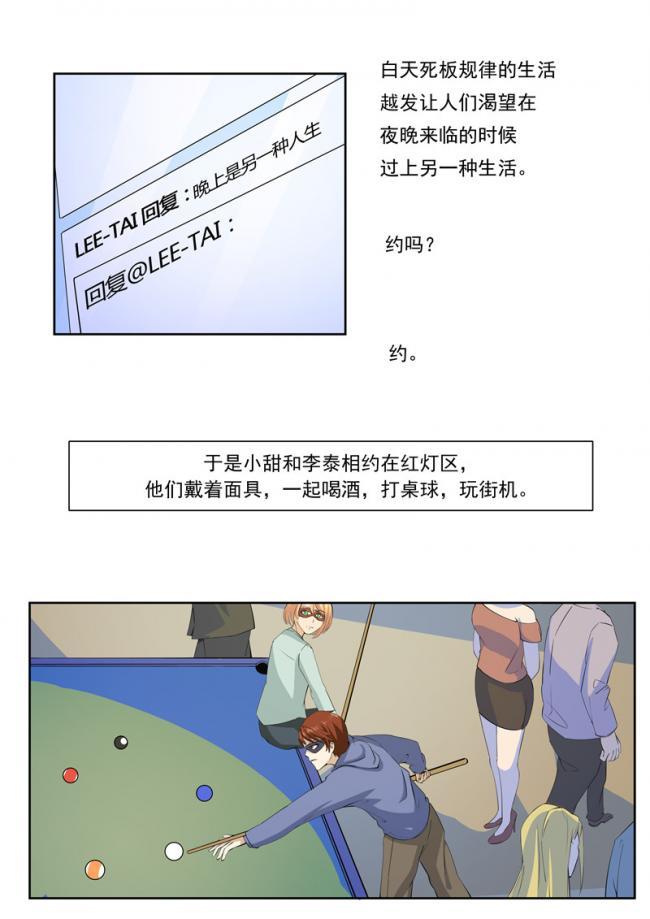 白天死板规律的生活
越发让人们渴望在
夜晚来临的时候
过上另一种生活。
LEE-TAI 回复：晚上是另一种人生
回复@LEE-TAI：
约吗？
约。
于是小甜和李泰相约在红灯区，
他们戴着面具，一起喝酒，打桌球，玩街机。